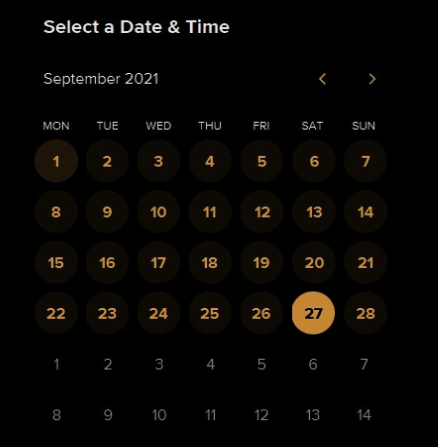 Select a Date & Time
September 2021
MON TUE WED THU FRI SAT SUN
1 2 3 4 5 6 7
8 9 10 11 12 13 14
15 16 17 18 19 20 21
22 23 24 25 26 27 28
1 2 3 4 5 6 7
8 9 10 11 12 13 14